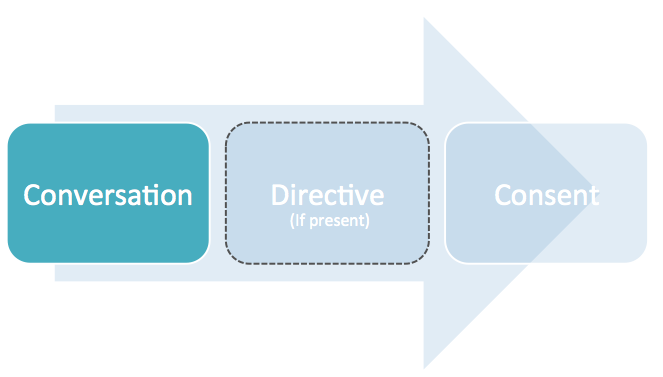 Conversation
Directive
(If present)
Consent